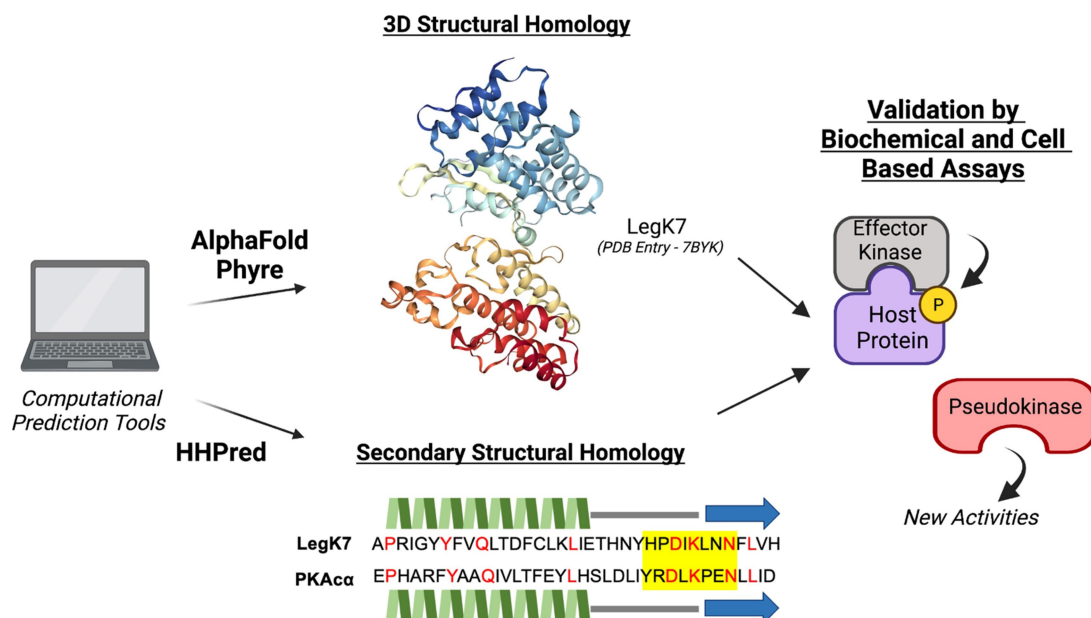 3D Structural Homology
Validation by
Biochemical and Cell
Based Assays
AlphaFold
Phyre
LegK7
(PDB Entry - 7BYK)
Effector
Kinase
P
Host
Protein
Computational
Prediction Tools
HHPred
Pseudokinase
New Activities
Secondary Structural Homology
LegK7 APRIGYYFVQLTDFCLKLIETHNYHPDIKLNNFLVH
PKAcα EPHARFYAAQIVLTFEYLHSLDLIYRDLKPENLLID